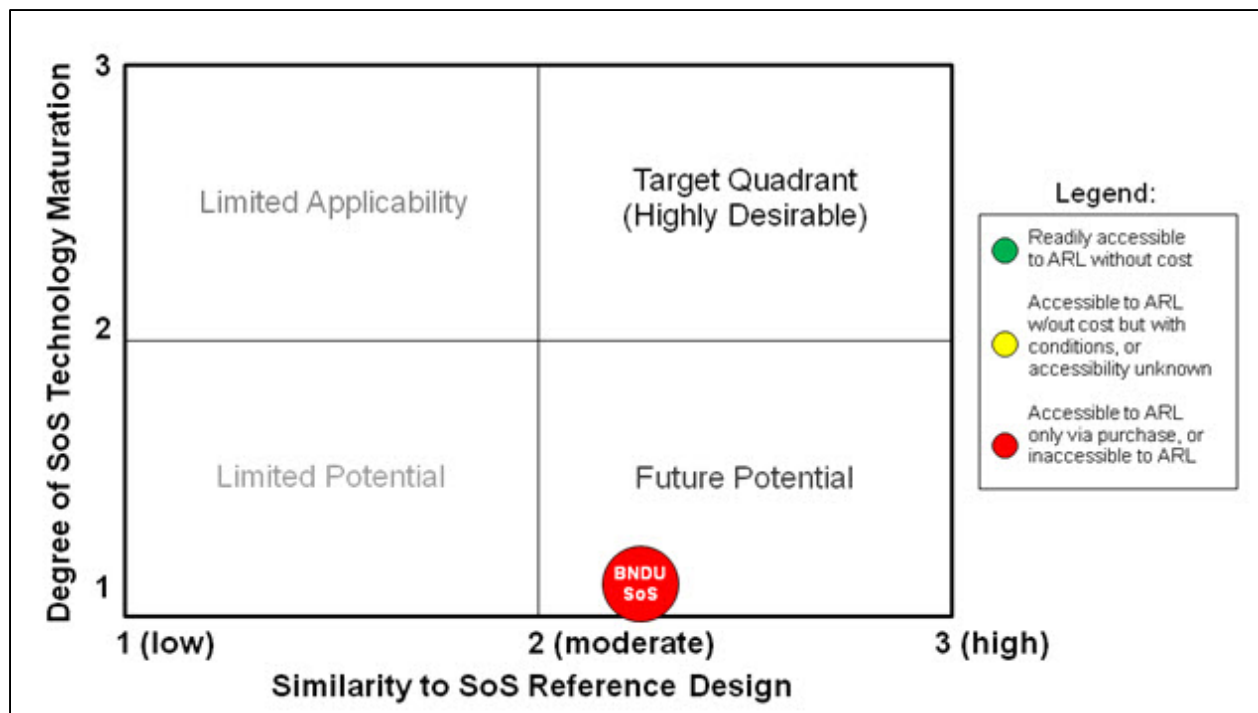 Degree of SoS Technology Maturation
3
2
1
Limited Applicability
Target Quadrant
(Highly Desirable)
Limited Potential
Future Potential
BNDU
SoS
1 (low)
2 (moderate)
3 (high)
Similarity to SoS Reference Design
Legend:
Readily accessible
to ARL without cost
Accessible to ARL
w/out cost but with
conditions, or
accessibility unknown
Accessible to ARL
only via purchase, or
inaccessible to ARL